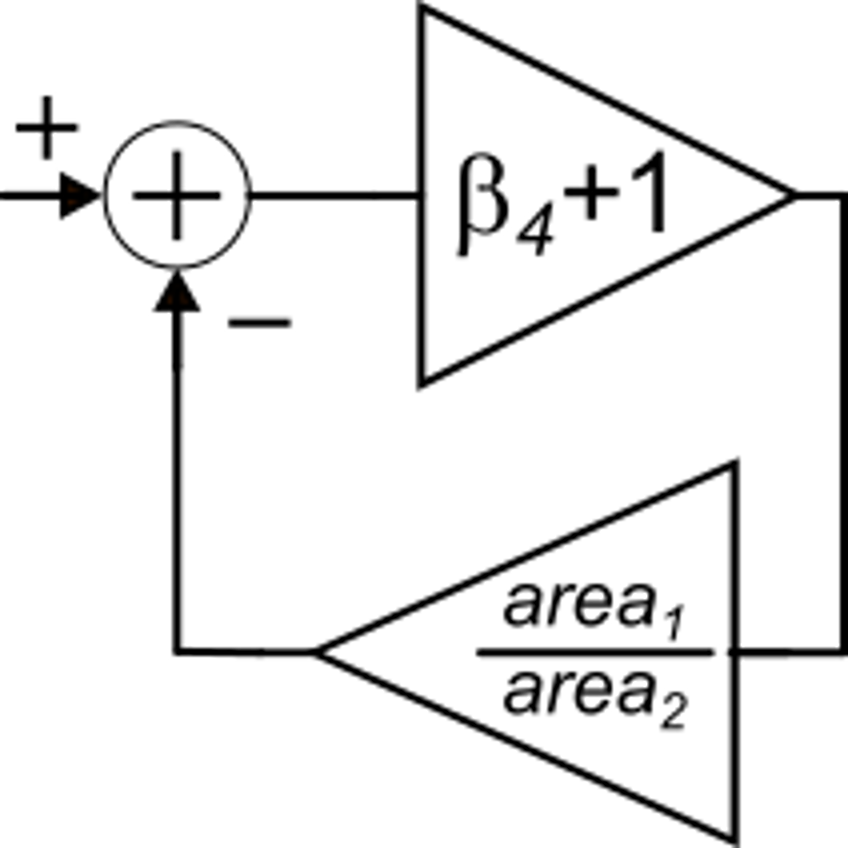 +
+
β₄+1
−
area₁
area₂